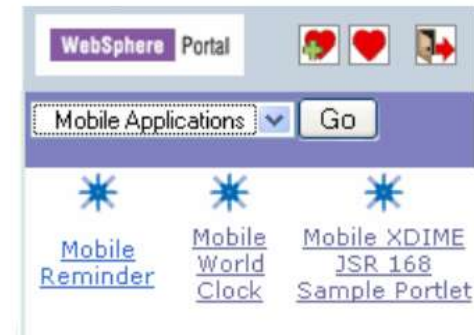 WebSphere Portal
Mobile Applications Go
Mobile Reminder
Mobile World Clock
Mobile XDIME JSR 168 Sample Portlet